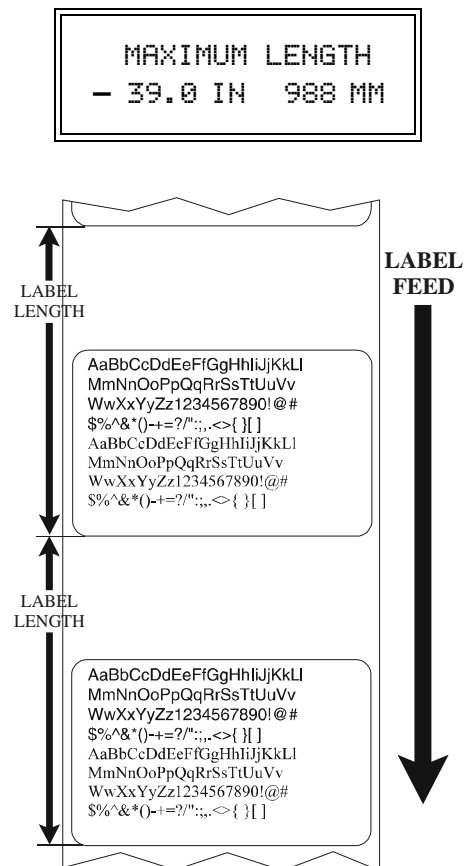 MAXIMUM LENGTH
– 39.0 IN 988 MM
LABEL
FEED
LABEL
LENGTH
AaBbCcDdEeFfGgHhIiJjKkLl
MmNnOoPpQqRrSsTtUuVv
WwXxYyZz1234567890!@#
$%^&*()-+=?/":;,.<>{ }[ ]
AaBbCcDdEeFfGgHhIiJjKkLl
MmNnOoPpQqRrSsTtUuVv
WwXxYyZz1234567890!@#
$%^&*()-+=?/":;,.<>{ }[ ]
LABEL
LENGTH
AaBbCcDdEeFfGgHhIiJjKkLl
MmNnOoPpQqRrSsTtUuVv
WwXxYyZz1234567890!@#
$%^&*()-+=?/":;,.<>{ }[ ]
AaBbCcDdEeFfGgHhIiJjKkLl
MmNnOoPpQqRrSsTtUuVv
WwXxYyZz1234567890!@#
$%^&*()-+=?/":;,.<>{ }[ ]